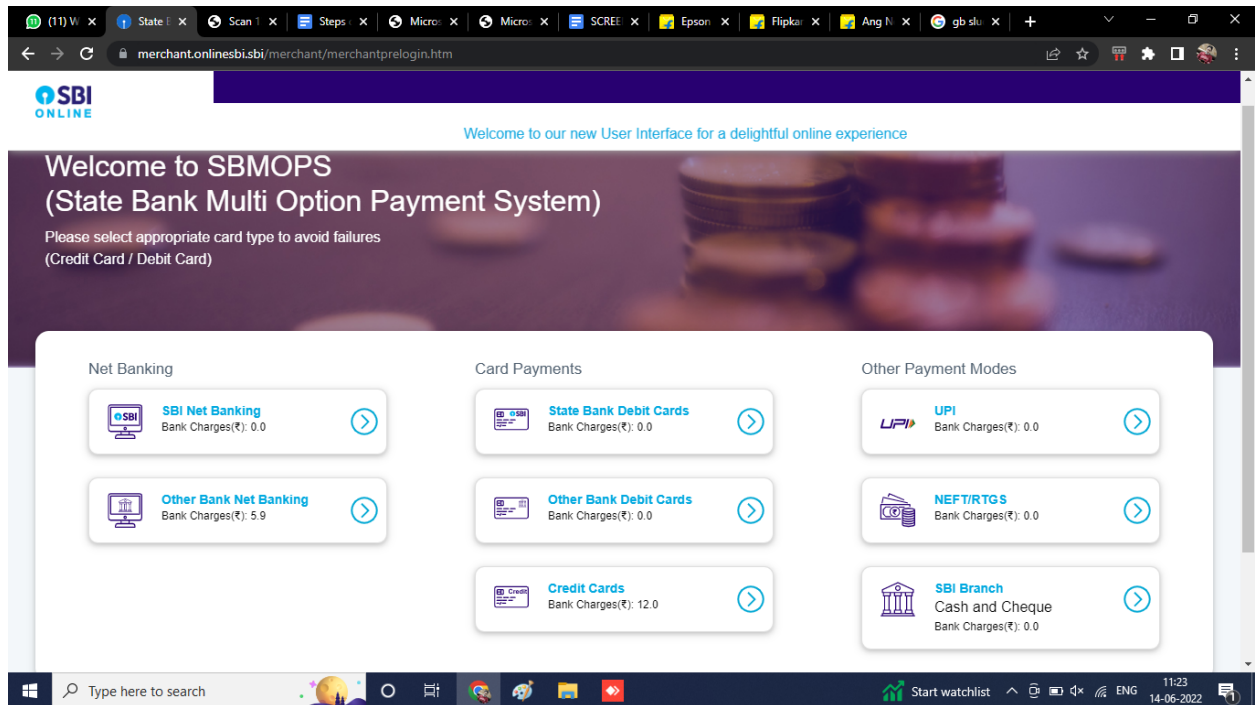 (11) W
State E
Scan 1
Steps
Micros
Micros
SCREE
Epson
Flipkar
Ang N
gb slu
merchant.onlinesbi.sbi/merchant/merchantprelogin.htm
SBI
ONLINE
Welcome to our new User Interface for a delightful online experience
Welcome to SBMOPS
(State Bank Multi Option Payment System)
Please select appropriate card type to avoid failures
(Credit Card / Debit Card)
Net Banking
SBI
SBI Net Banking
Bank Charges(₹): 0.0
Other Bank Net Banking
Bank Charges(₹): 5.9
Card Payments
SBI
State Bank Debit Cards
Bank Charges(₹): 0.0
Other Bank Debit Cards
Bank Charges(₹): 0.0
Credit
Credit Cards
Bank Charges(₹): 12.0
Other Payment Modes
UPI
UPI
Bank Charges(₹): 0.0
NEFT/RTGS
Bank Charges(₹): 0.0
SBI Branch
Cash and Cheque
Bank Charges(₹): 0.0
Type here to search
Start watchlist
ENG
11:23
14-06-2022
1